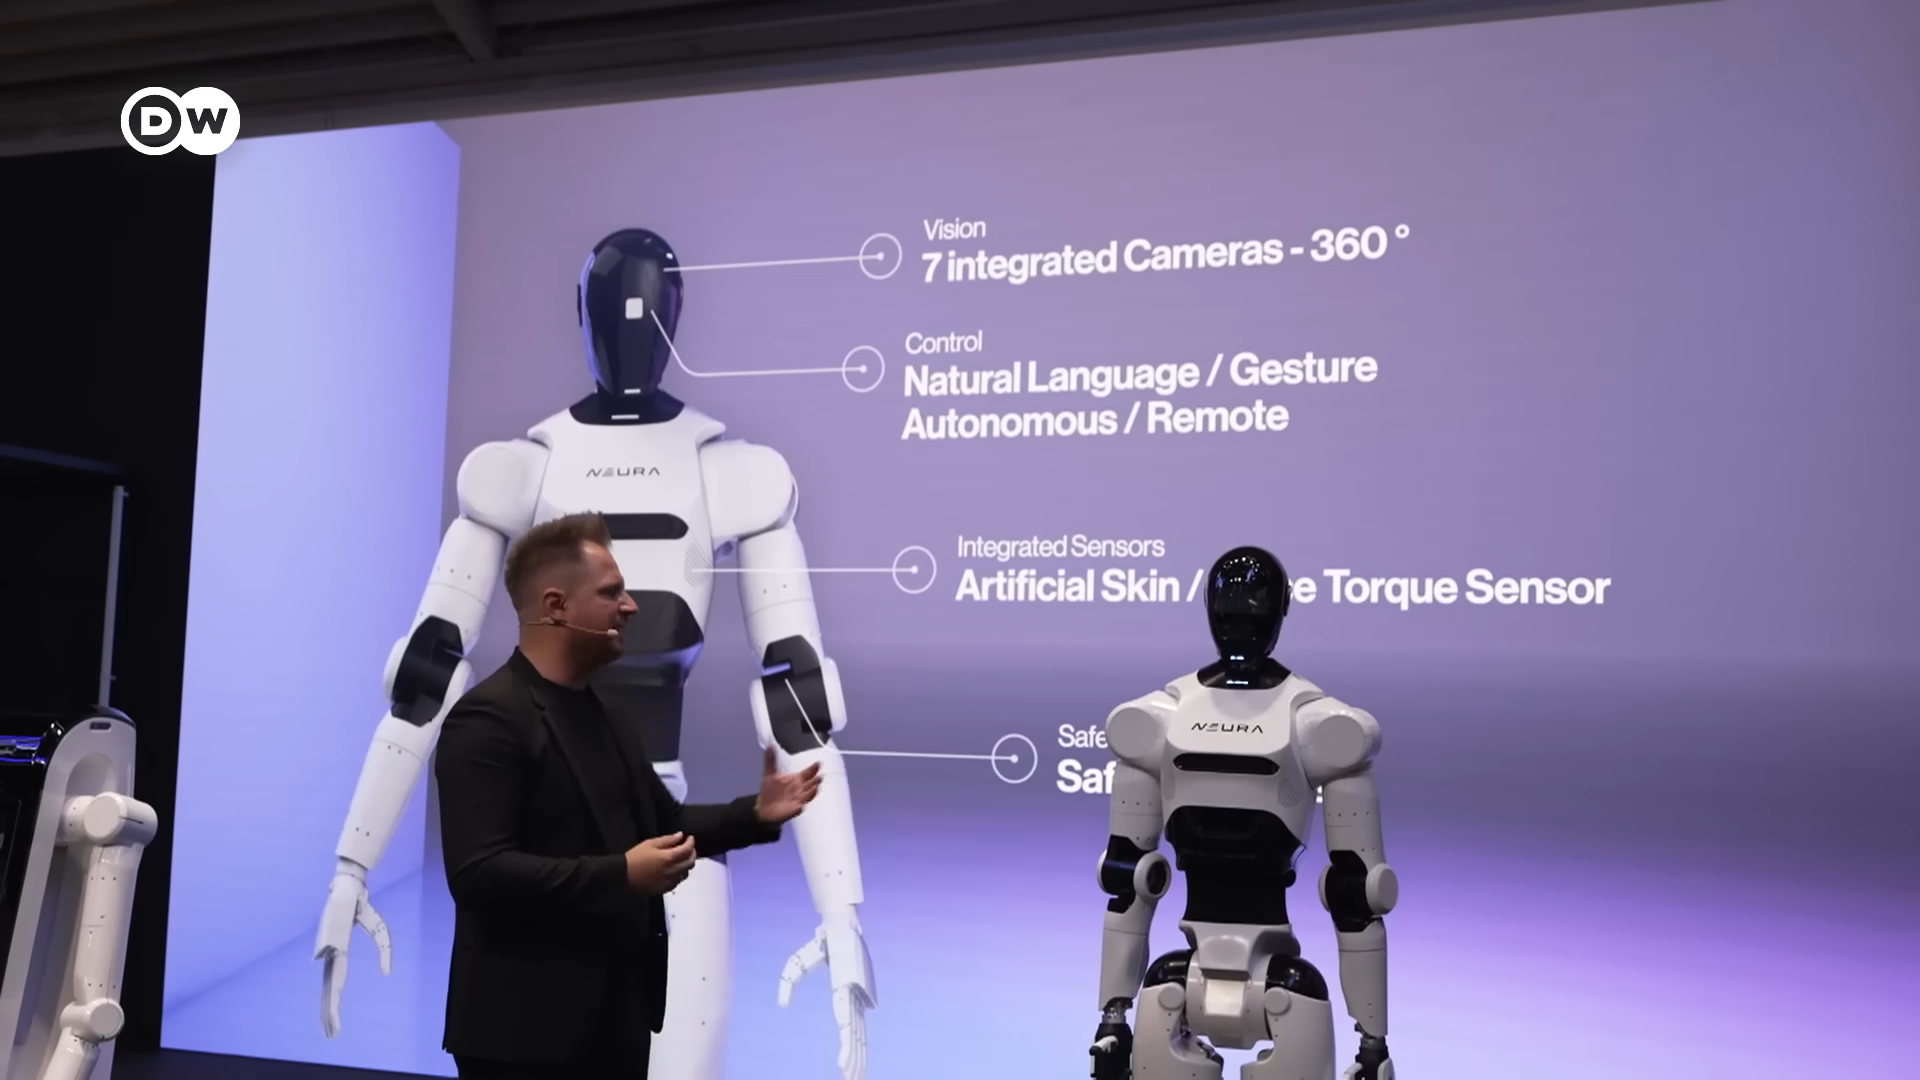 DW
Vision
7 integrated Cameras - 360°
Control
Natural Language / Gesture
Autonomous / Remote
NEURA
Integrated Sensors
Artificial Skin / Torque Sensor
NEURA